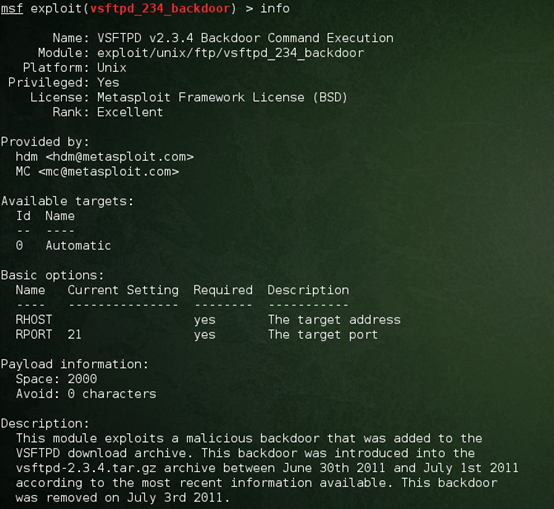 msf exploit(vsftpd_234_backdoor) > info
Name: VSFTPD v2.3.4 Backdoor Command Execution
Module: exploit/unix/ftp/vsftpd_234_backdoor
Platform: Unix
Privileged: Yes
License: Metasploit Framework License (BSD)
Rank: Excellent
Provided by:
hdm <hdm@metasploit.com>
MC <mc@metasploit.com>
Available targets:
Id  Name
--  ----
0   Automatic
Basic options:
Name   Current Setting  Required  Description
----   ---------------  --------  -----------
RHOST                   yes       The target address
RPORT  21               yes       The target port
Payload information:
Space: 2000
Avoid: 0 characters
Description:
This module exploits a malicious backdoor that was added to the
VSFTPD download archive. This backdoor was introduced into the
vsftpd-2.3.4.tar.gz archive between June 30th 2011 and July 1st 2011
according to the most recent information available. This backdoor
was removed on July 3rd 2011.